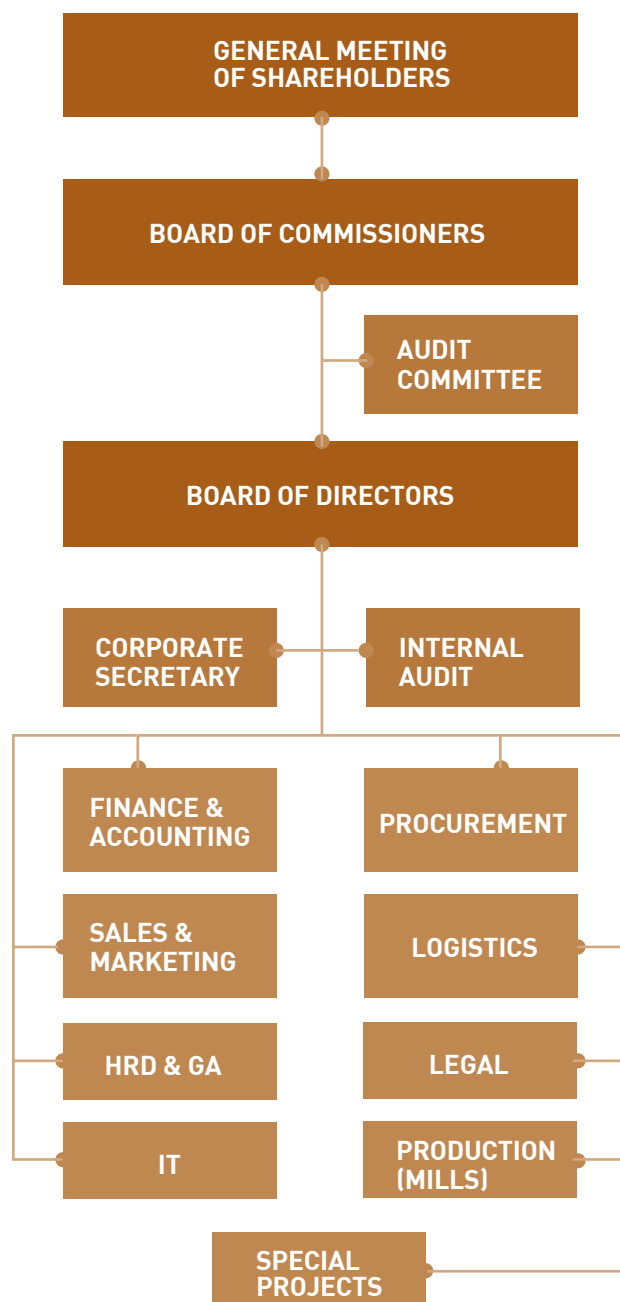 GENERAL MEETING
OF SHAREHOLDERS
BOARD OF COMMISSIONERS
AUDIT
COMMITTEE
BOARD OF DIRECTORS
CORPORATE
SECRETARY
INTERNAL
AUDIT
FINANCE &
ACCOUNTING
PROCUREMENT
SALES &
MARKETING
LOGISTICS
HRD & GA
LEGAL
IT
PRODUCTION
(MILLS)
SPECIAL
PROJECTS